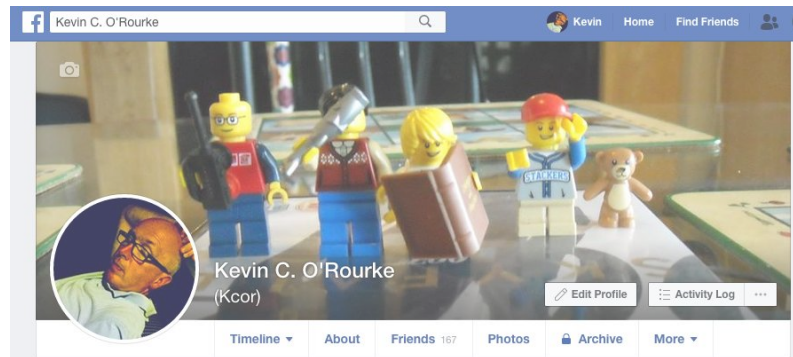 f Kevin C. O'Rourke Kevin Home Find Friends
STACKERS
Kevin C. O'Rourke
(Kcor)
Edit Profile Activity Log ...
Timeline About Friends 167 Photos Archive More